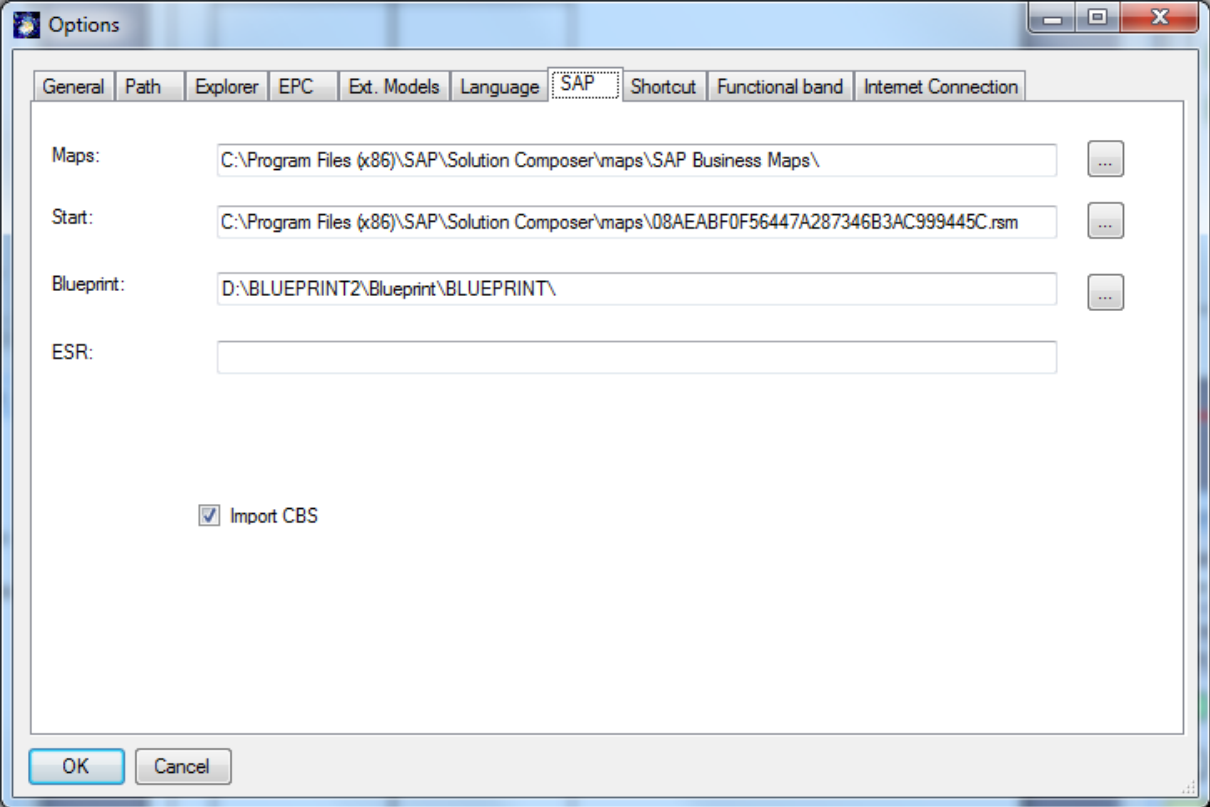 Options
General Path Explorer EPC Ext. Models Language SAP Shortcut Functional band Internet Connection
Maps: C:\Program Files (x86)\SAP\Solution Composer\maps\SAP Business Maps\ ...
Start: C:\Program Files (x86)\SAP\Solution Composer\maps\08AEABF0F56447A287346B3AC999445C.rsm ...
Blueprint: D:\BLUEPRINT2\Blueprint\BLUEPRINT\ ...
ESR:
Import CBS
OK Cancel